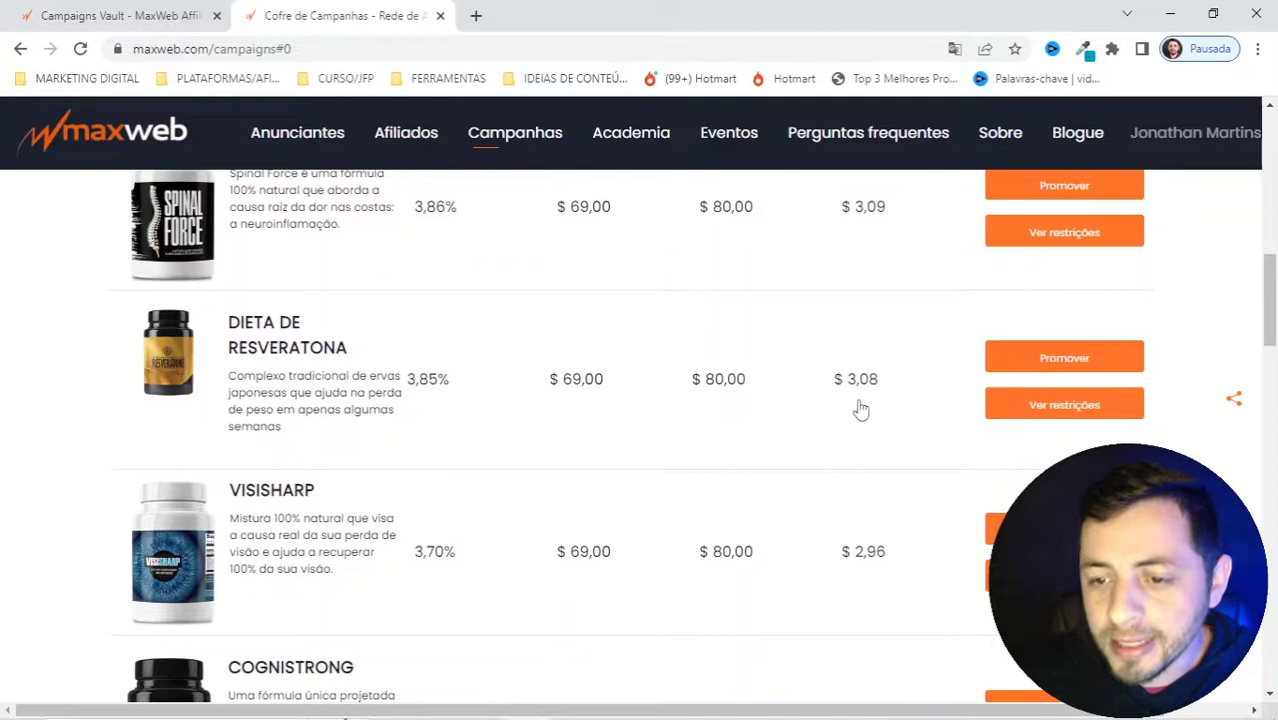 Campaigns Vault - MaxWeb Affil
Cofre de Campanhas - Rede de A
maxweb.com/campaigns#0
Pausada
MARKETING DIGITAL
PLATAFORMAS/AFI...
CURSO/JFP
FERRAMENTAS
IDEIAS DE CONTEÚ...
(99+) Hotmart
Hotmart
Top 3 Melhores Pro...
Palavras-chave | vid...
maxweb
Anunciantes
Afiliados
Campanhas
Academia
Eventos
Perguntas frequentes
Sobre
Blogue
Jonathan Martins
SPINAL
FORCE
Spinal Force é uma fórmula
100% natural que aborda a
causa raiz da dor nas costas:
a neuroinflamação.
3,86%
$ 69,00
$ 80,00
$ 3,09
Promover
Ver restrições
RESVERATONE
DIETA DE
RESVERATONA
Complexo tradicional de ervas
japonesas que ajuda na perda
de peso em apenas algumas
semanas
3,85%
$ 69,00
$ 80,00
$ 3,08
Promover
Ver restrições
VISISHARP
VISISHARP
Mistura 100% natural que visa
a causa real da sua perda de
visão e ajuda a recuperar
100% da sua visão.
3,70%
$ 69,00
$ 80,00
$ 2,96
COGNISTRONG
Uma fórmula única projetada